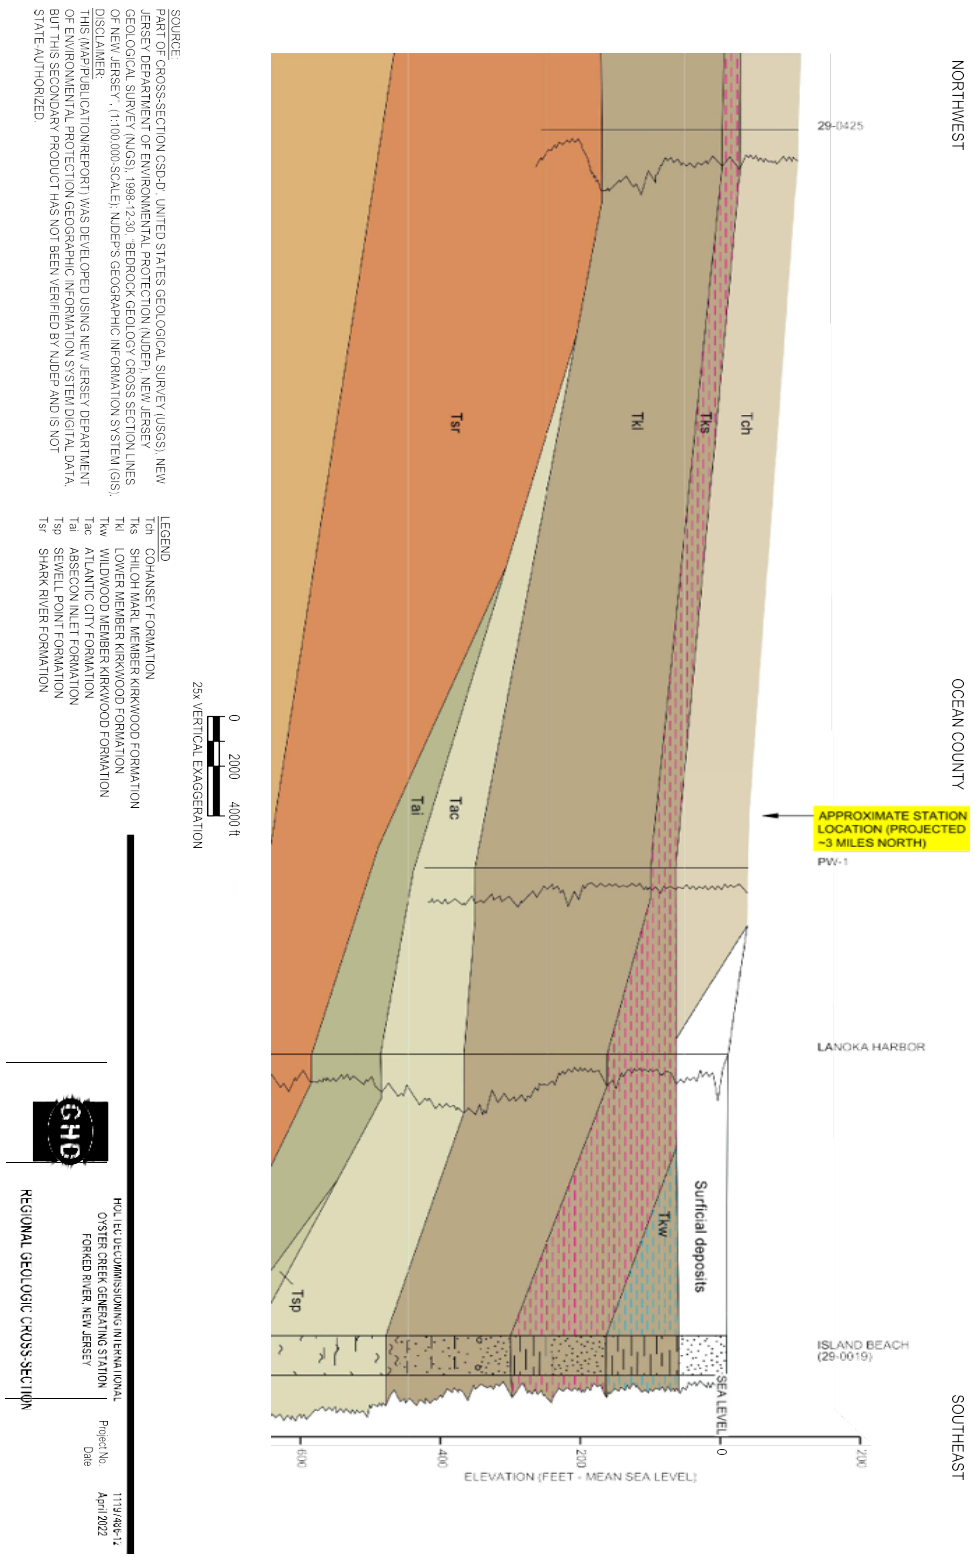 NORTHWEST
OCEAN COUNTY
SOUTHEAST
29-0425
APPROXIMATE STATION
LOCATION (PROJECTED
~3 MILES NORTH)
PW-1
LANOKA HARBOR
ISLAND BEACH
(29-0019)
Tch
Tks
Tkl
Tsr
Tac
Tai
Surficial deposits
Tkw
Tsp
SEA LEVEL
200
0
200
400
600
ELEVATION (FEET - MEAN SEA LEVEL)
0 2000 4000 ft
25x VERTICAL EXAGGERATION
SOURCE:
PART OF CROSS-SECTION CSD-D', UNITED STATES GEOLOGICAL SURVEY (USGS), NEW
JERSEY DEPARTMENT OF ENVIRONMENTAL PROTECTION (NJDEP), NEW JERSEY
GEOLOGICAL SURVEY (NJGS), 1998-12-30, "BEDROCK GEOLOGY CROSS SECTION LINES
OF NEW JERSEY", (1:100,000-SCALE); NJDEP'S GEOGRAPHIC INFORMATION SYSTEM (GIS).
DISCLAIMER:
THIS (MAP/PUBLICATION/REPORT) WAS DEVELOPED USING NEW JERSEY DEPARTMENT
OF ENVIRONMENTAL PROTECTION GEOGRAPHIC INFORMATION SYSTEM DIGITAL DATA,
BUT THIS SECONDARY PRODUCT HAS NOT BEEN VERIFIED BY NJDEP AND IS NOT
STATE-AUTHORIZED.
LEGEND
Tch COHANSEY FORMATION
Tks SHILOH MARL MEMBER KIRKWOOD FORMATION
Tkl LOWER MEMBER KIRKWOOD FORMATION
Tkw WILDWOOD MEMBER KIRKWOOD FORMATION
Tac ATLANTIC CITY FORMATION
Tai ABSECON INLET FORMATION
Tsp SEWELL POINT FORMATION
Tsr SHARK RIVER FORMATION
GHD
HOLTEC DECOMMISSIONING INTERNATIONAL
OYSTER CREEK GENERATING STATION
FORKED RIVER, NEW JERSEY
REGIONAL GEOLOGIC CROSS-SECTION
Project No. 11197486-12
Date April 2022